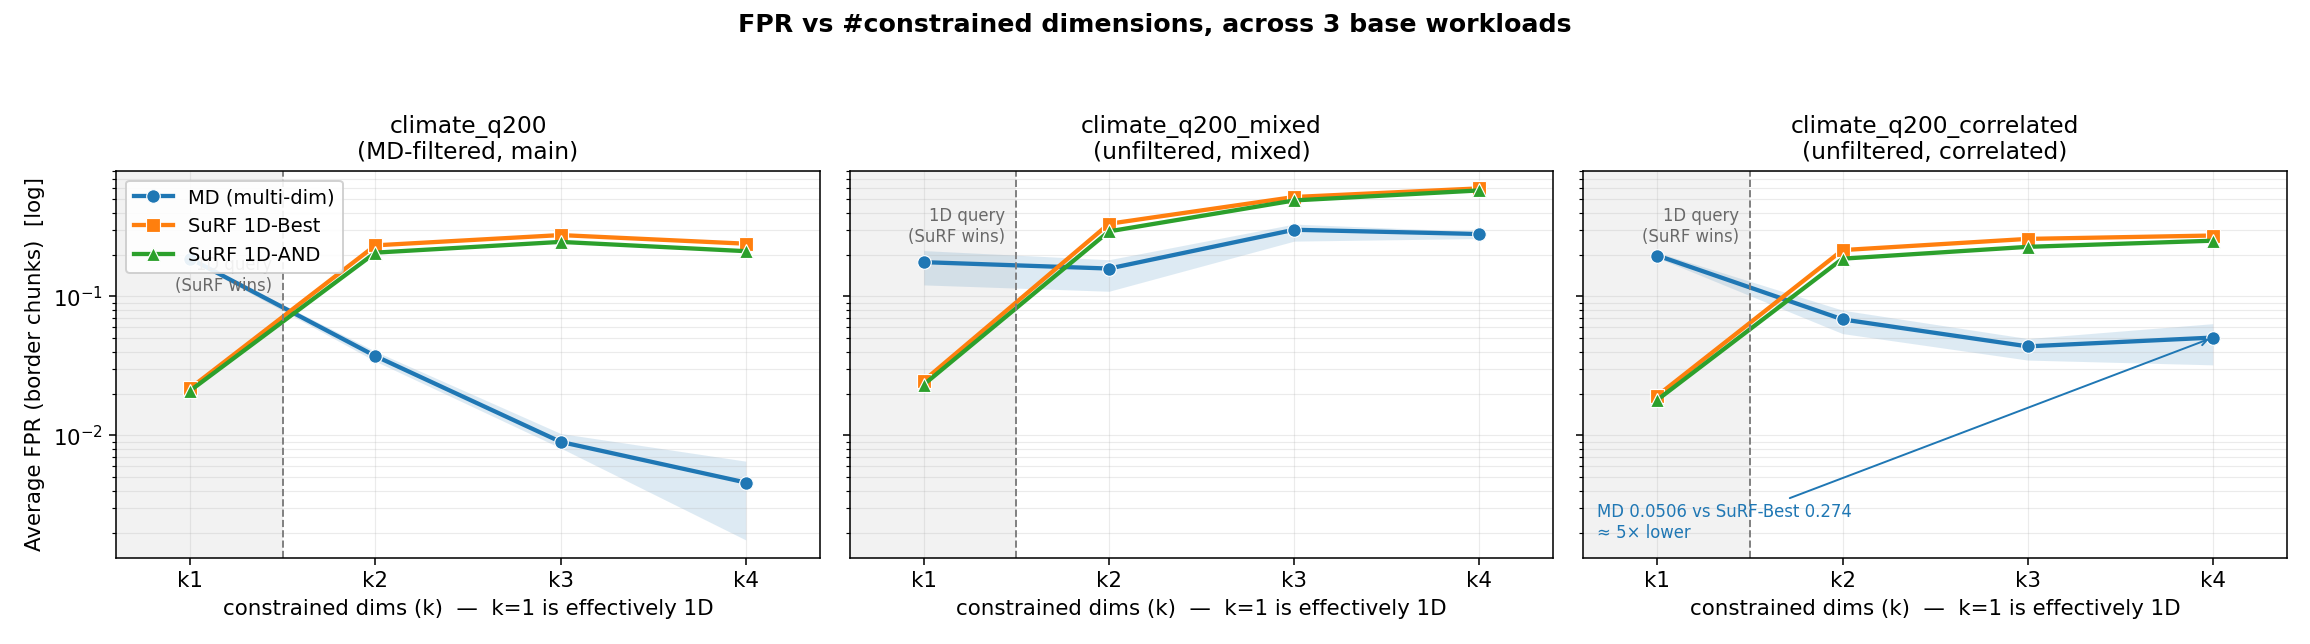 FPR vs #constrained dimensions, across 3 base workloads
climate_q200
(MD-filtered, main)
climate_q200_mixed
(unfiltered, mixed)
climate_q200_correlated
(unfiltered, correlated)
Average FPR (border chunks)  [log]
10⁻¹
10⁻²
MD (multi-dim)
SuRF 1D-Best
SuRF 1D-AND
(SuRF wins)
k1
k2
k3
k4
constrained dims (k)  —  k=1 is effectively 1D
1D query
(SuRF wins)
k1
k2
k3
k4
constrained dims (k)  —  k=1 is effectively 1D
1D query
(SuRF wins)
MD 0.0506 vs SuRF-Best 0.274
≈ 5× lower
k1
k2
k3
k4
constrained dims (k)  —  k=1 is effectively 1D